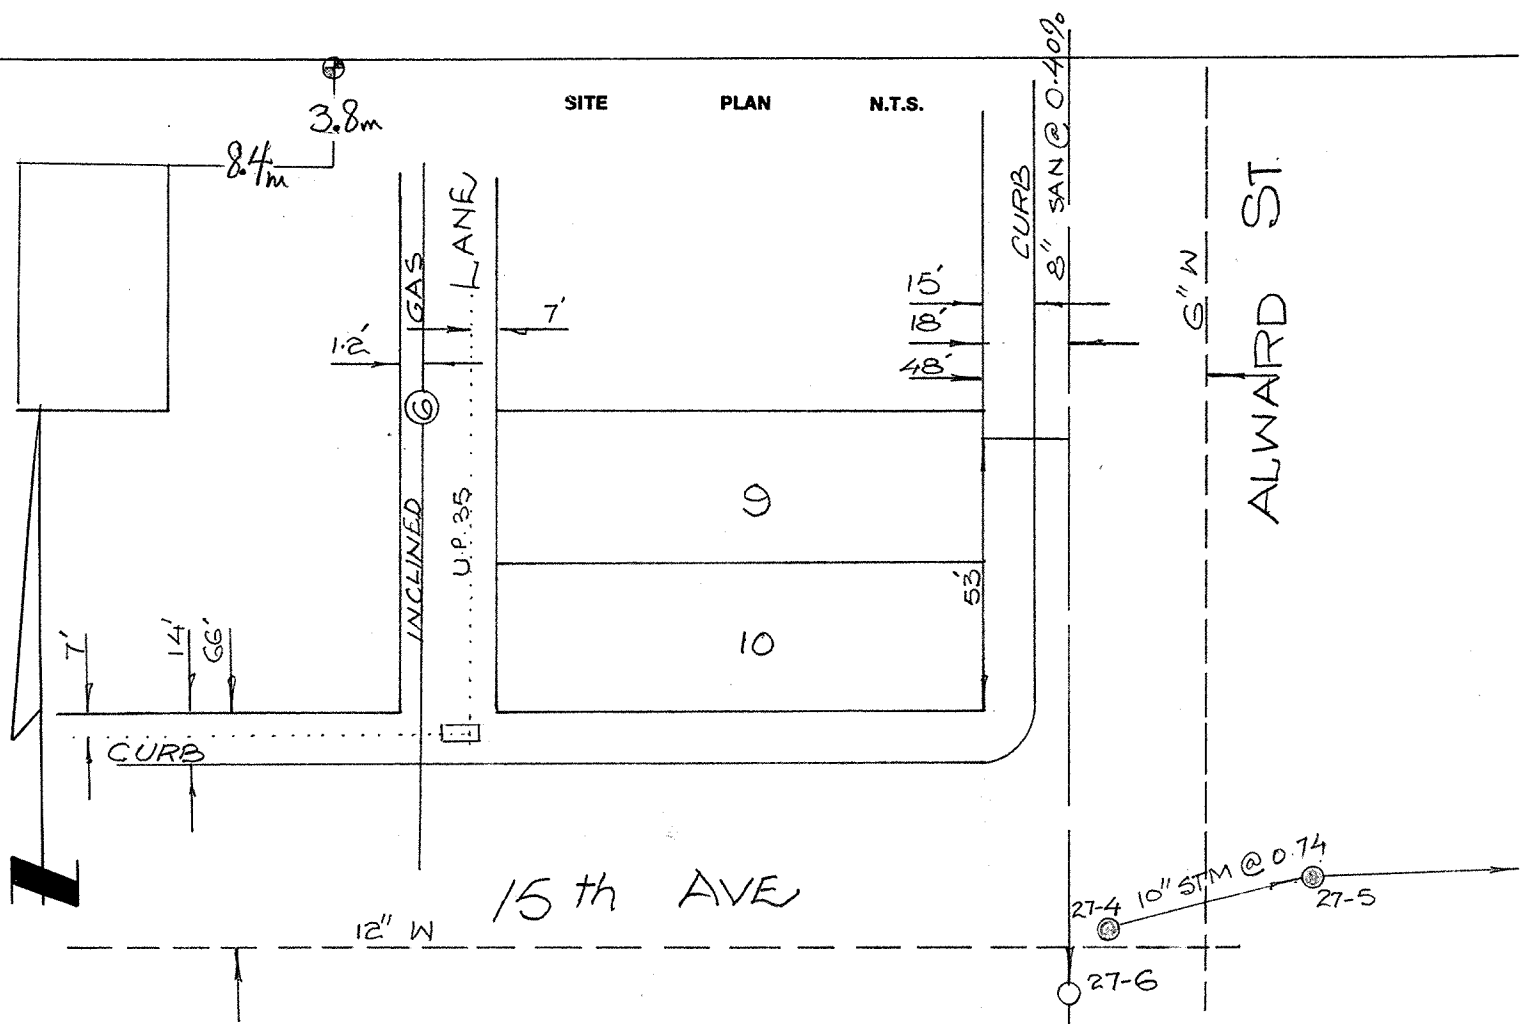 SITE PLAN N.T.S.
3.8m
8.4m
LANE
GAS
1.2'
7'
G
INCLINED
U.P. 35
15'
18'
48'
CURB
8" SAN @ 0.40%
6" W
ALWARD ST.
9
10
53'
7'
14'
66'
CURB
15th AVE
12" W
10" STM @ 0.74
27-4
27-5
27-6